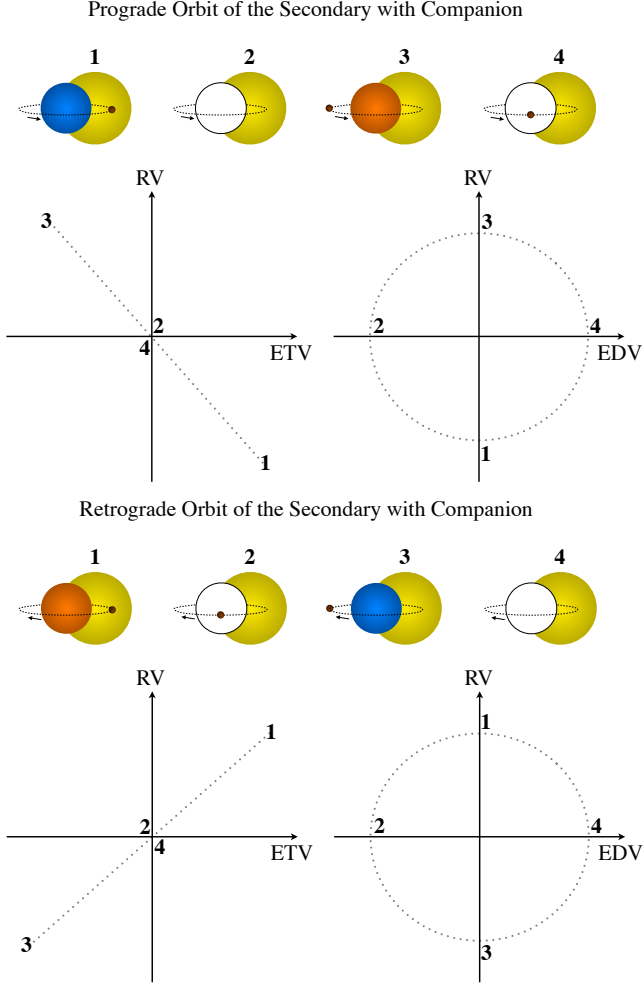 Prograde Orbit of the Secondary with Companion
1 2 3 4
RV RV
3 3
2 2 4
4
ETV EDV
1 1
Retrograde Orbit of the Secondary with Companion
1 2 3 4
RV RV
1 1
2 2 4
4
ETV EDV
3 3